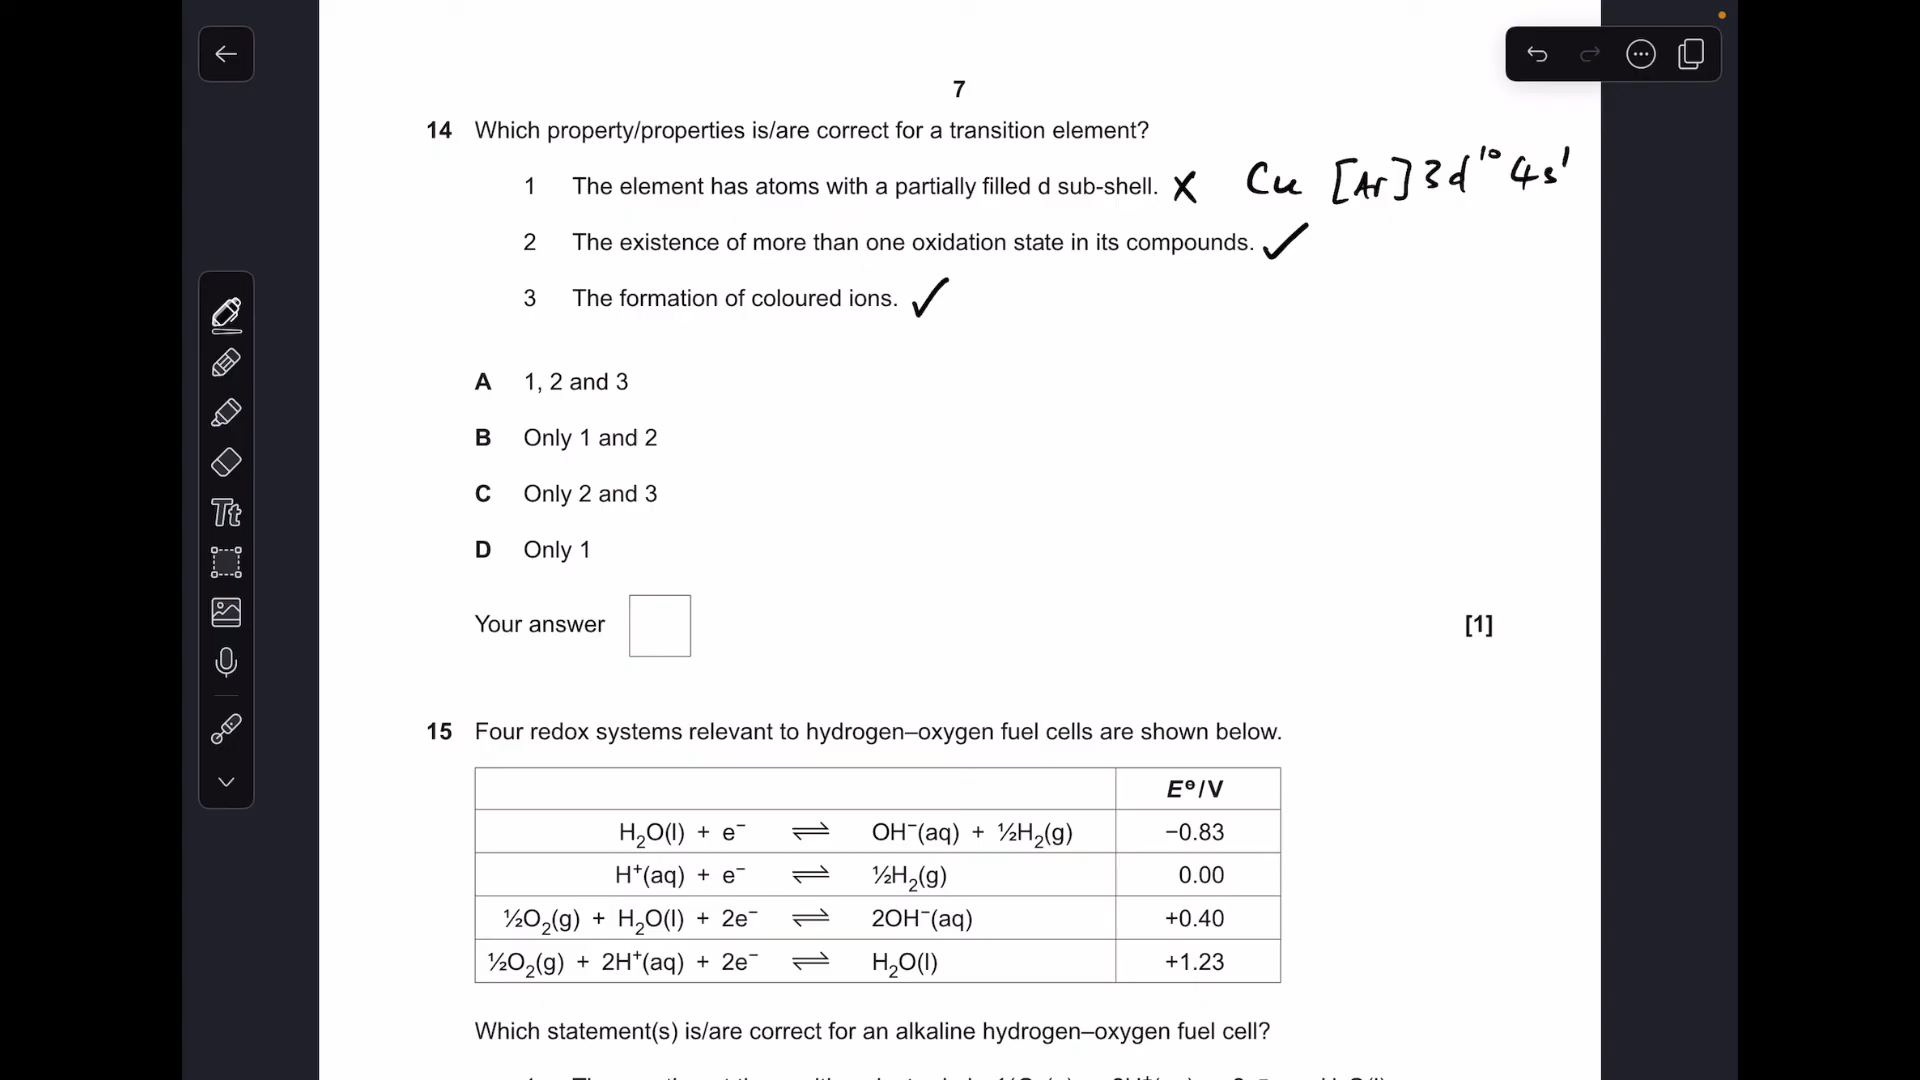 7
14 Which property/properties is/are correct for a transition element?
1 The element has atoms with a partially filled d sub-shell. X Cu [Ar] 3d¹⁰ 4s¹
2 The existence of more than one oxidation state in its compounds. ✓
3 The formation of coloured ions. ✓
A 1, 2 and 3
B Only 1 and 2
C Only 2 and 3
D Only 1
Your answer [1]
15 Four redox systems relevant to hydrogen–oxygen fuel cells are shown below.
E⦵/V
H₂O(l) + e⁻ ⇌ OH⁻(aq) + ½H₂(g) −0.83
H⁺(aq) + e⁻ ⇌ ½H₂(g) 0.00
½O₂(g) + H₂O(l) + 2e⁻ ⇌ 2OH⁻(aq) +0.40
½O₂(g) + 2H⁺(aq) + 2e⁻ ⇌ H₂O(l) +1.23
Which statement(s) is/are correct for an alkaline hydrogen–oxygen fuel cell?
Tt